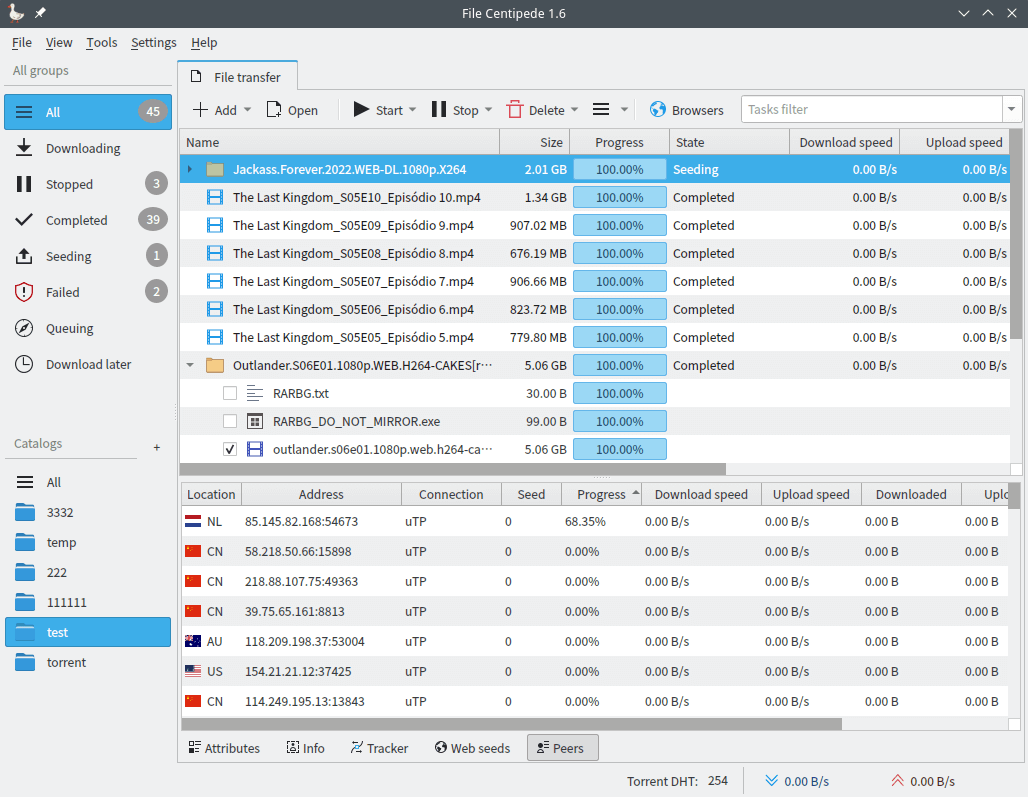 File Centipede 1.6
File View Tools Settings Help
All groups
All 45
Downloading
Stopped 3
Completed 39
Seeding 1
Failed 2
Queuing
Download later
Catalogs +
All
3332
temp
222
111111
test
torrent
File transfer
Add Open Start Stop Delete Browsers Tasks filter
Name Size Progress State Download speed Upload speed
Jackass.Forever.2022.WEB-DL.1080p.X264 2.01 GB 100.00% Seeding 0.00 B/s 0.00 B/s
The Last Kingdom_S05E10_Episódio 10.mp4 1.34 GB 100.00% Completed 0.00 B/s 0.00 B/s
The Last Kingdom_S05E09_Episódio 9.mp4 907.02 MB 100.00% Completed 0.00 B/s 0.00 B/s
The Last Kingdom_S05E08_Episódio 8.mp4 676.19 MB 100.00% Completed 0.00 B/s 0.00 B/s
The Last Kingdom_S05E07_Episódio 7.mp4 906.66 MB 100.00% Completed 0.00 B/s 0.00 B/s
The Last Kingdom_S05E06_Episódio 6.mp4 823.72 MB 100.00% Completed 0.00 B/s 0.00 B/s
The Last Kingdom_S05E05_Episódio 5.mp4 779.80 MB 100.00% Completed 0.00 B/s 0.00 B/s
Outlander.S06E01.1080p.WEB.H264-CAKES[r··· 5.06 GB 100.00% Completed 0.00 B/s 0.00 B/s
RARBG.txt 30.00 B 100.00%
RARBG_DO_NOT_MIRROR.exe 99.00 B 100.00%
outlander.s06e01.1080p.web.h264-ca··· 5.06 GB 100.00%
Location Address Connection Seed Progress Download speed Upload speed Downloaded Uplo
NL 85.145.82.168:54673 uTP 0 68.35% 0.00 B/s 0.00 B/s 0.00 B 0.00 B
CN 58.218.50.66:15898 uTP 0 0.00% 0.00 B/s 0.00 B/s 0.00 B 0.00 B
CN 218.88.107.75:49363 uTP 0 0.00% 0.00 B/s 0.00 B/s 0.00 B 0.00 B
CN 39.75.65.161:8813 uTP 0 0.00% 0.00 B/s 0.00 B/s 0.00 B 0.00 B
AU 118.209.198.37:53004 uTP 0 0.00% 0.00 B/s 0.00 B/s 0.00 B 0.00 B
US 154.21.21.12:37425 uTP 0 0.00% 0.00 B/s 0.00 B/s 0.00 B 0.00 B
CN 114.249.195.13:13843 uTP 0 0.00% 0.00 B/s 0.00 B/s 0.00 B 0.00 B
Attributes Info Tracker Web seeds Peers
Torrent DHT: 254 0.00 B/s 0.00 B/s